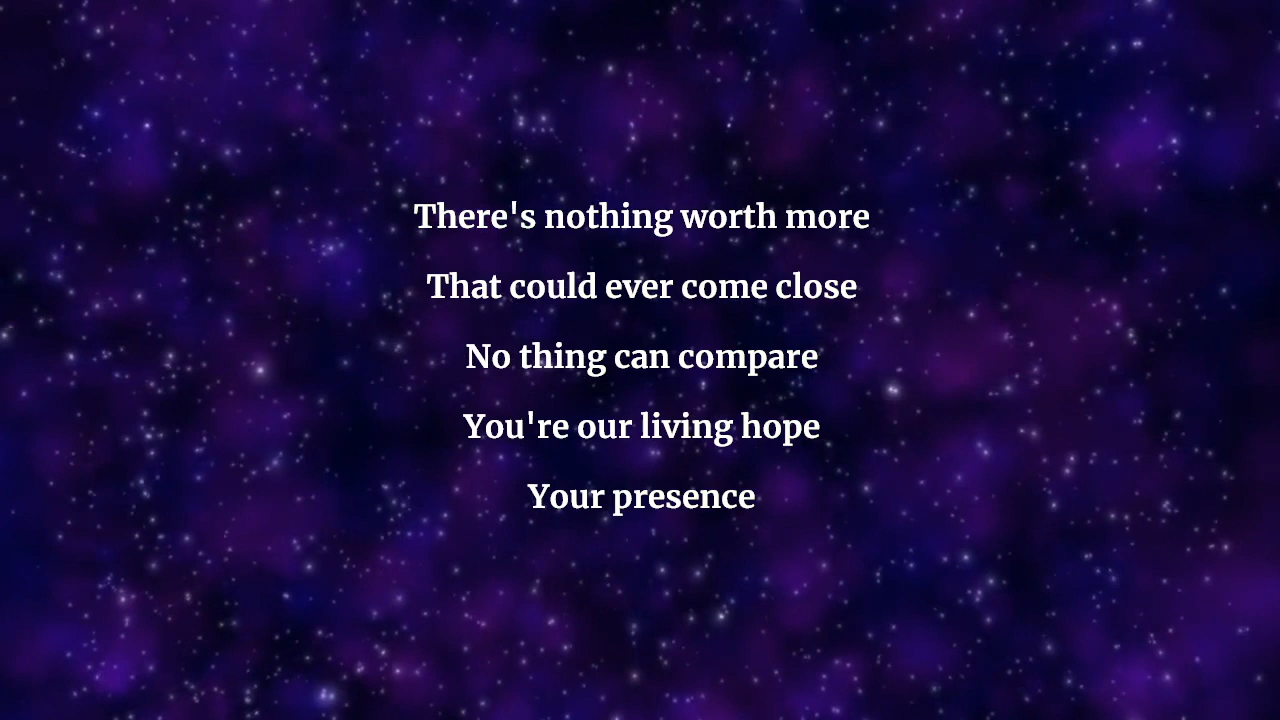 There's nothing worth more
That could ever come close
No thing can compare
You're our living hope
Your presence